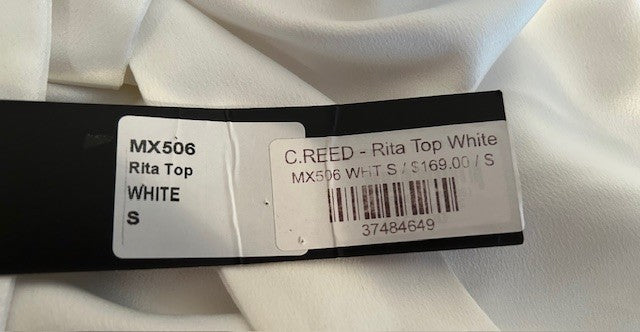 MX506
Rita Top
WHITE
S
C.REED - Rita Top White
MX506 WHT S / $169.00 / S
37484649